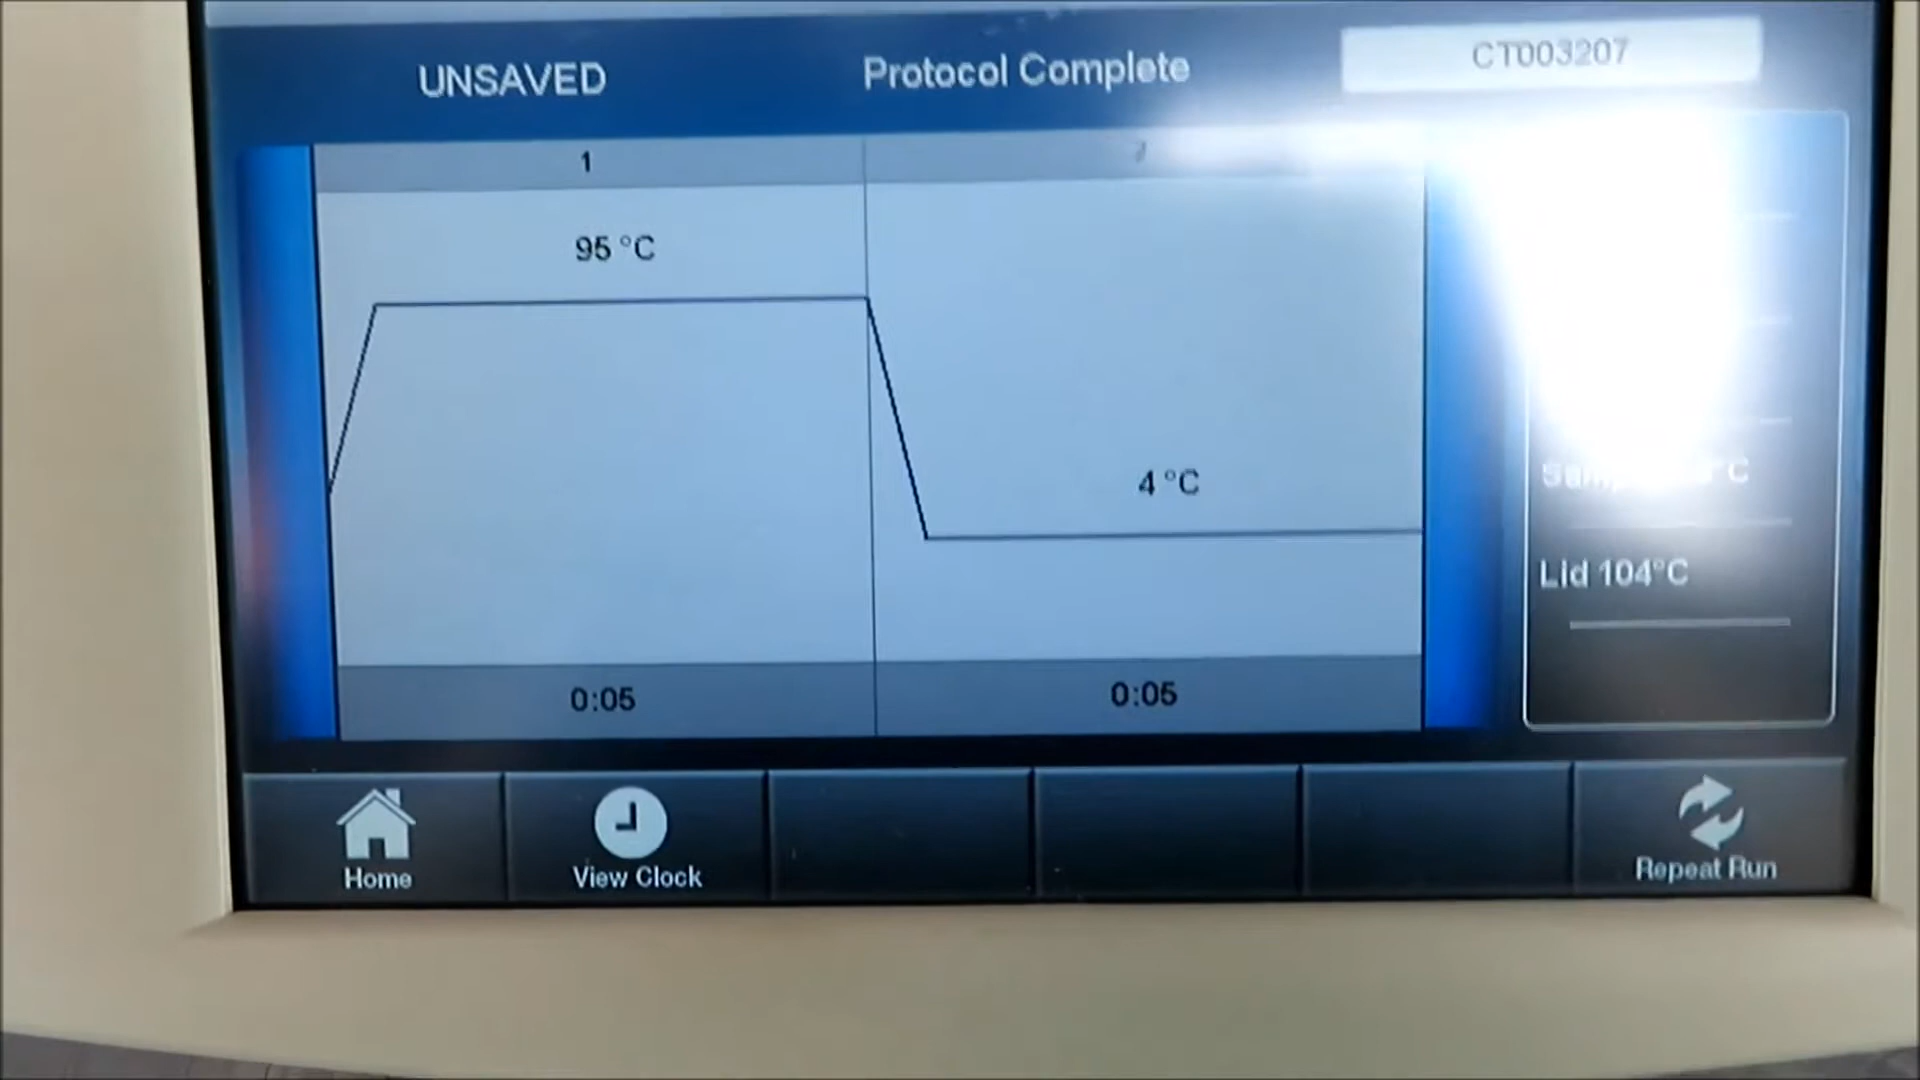 UNSAVED
Protocol Complete
CT003207
1
95 °C
4 °C
Lid 104°C
0:05
0:05
Home
View Clock
Repeat Run